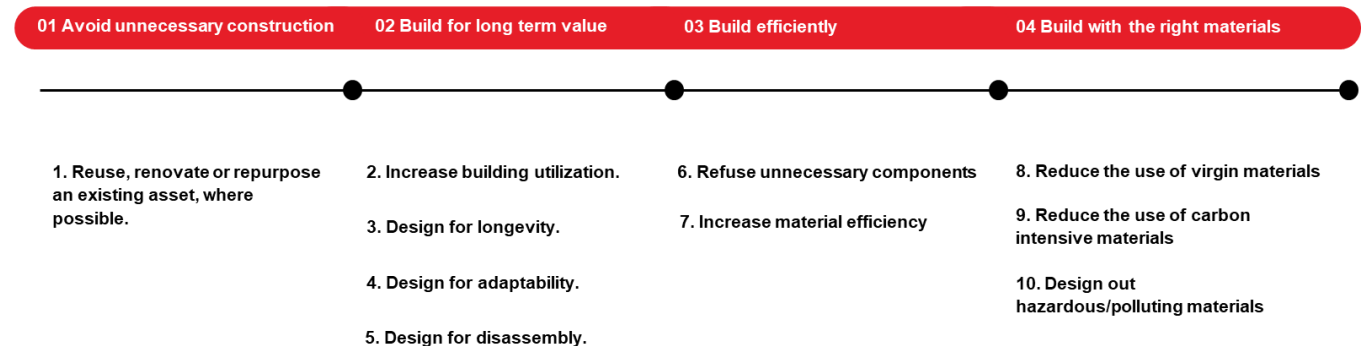 01 Avoid unnecessary construction
02 Build for long term value
03 Build efficiently
04 Build with the right materials
1. Reuse, renovate or repurpose
an existing asset, where
possible.
2. Increase building utilization.
3. Design for longevity.
4. Design for adaptability.
5. Design for disassembly.
6. Refuse unnecessary components
7. Increase material efficiency
8. Reduce the use of virgin materials
9. Reduce the use of carbon
intensive materials
10. Design out
hazardous/polluting materials